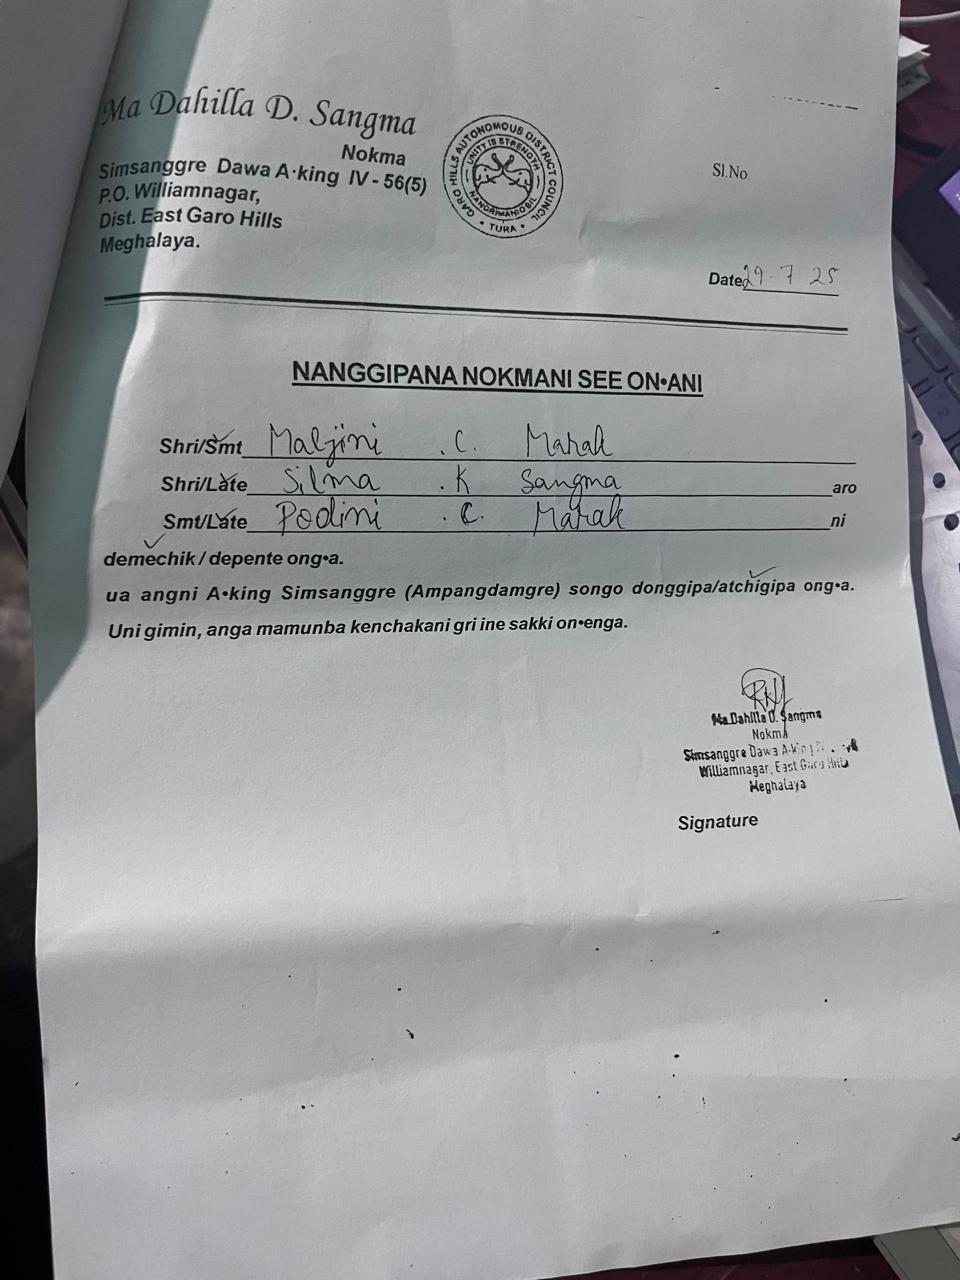 Ma Dahilla D. Sangma
Nokma
Simsanggre Dawa A•king IV - 56(5)
P.O. Williamnagar,
Dist. East Garo Hills
Meghalaya.
GARO HILLS AUTONOMOUS DISTRICT COUNCIL
UNITY IS STRENGTH
• TURA •
Sl.No
Date 29-7-25
NANGGIPANA NOKMANI SEE ON•ANI
Shri/Smt Maljini .C. Marak
Shri/Late Silma .K Sangma aro
Smt/Late Podini .C. Marak ni
demechik / depente ong•a.
ua angni A•king Simsanggre (Ampangdamgre) songo donggipa/atchigipa ong•a.
Uni gimin, anga mamunba kenchakani gri ine sakki on•enga.
Ma Dahilla D. Sangma
Nokma
Simsanggre Dawa A•king
Williamnagar, East Garo Hills
Meghalaya
Signature